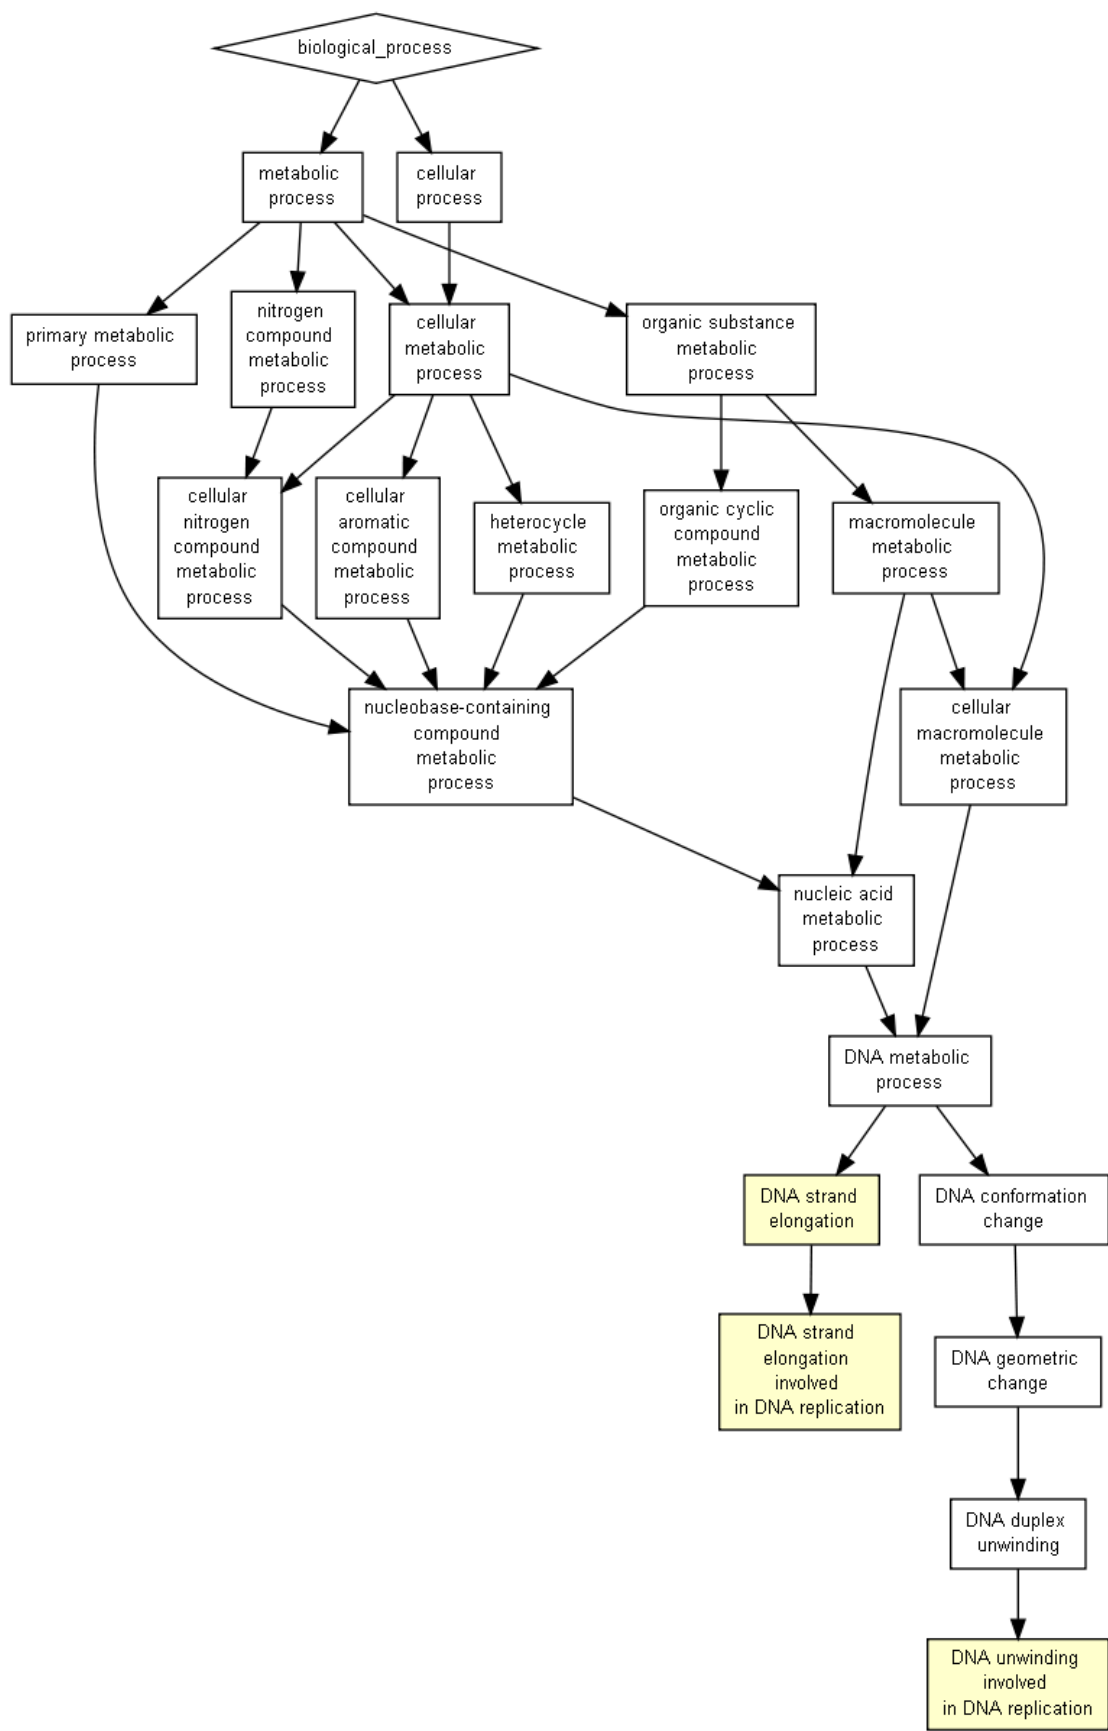 biological_process
metabolic
process
cellular
process
primary metabolic
process
nitrogen
compound
metabolic
process
cellular
metabolic
process
organic substance
metabolic
process
cellular
nitrogen
compound
metabolic
process
cellular
aromatic
compound
metabolic
process
heterocycle
metabolic
process
organic cyclic
compound
metabolic
process
macromolecule
metabolic
process
nucleobase-containing
compound
metabolic
process
cellular
macromolecule
metabolic
process
nucleic acid
metabolic
process
DNA metabolic
process
DNA strand
elongation
DNA conformation
change
DNA strand
elongation
involved
in DNA replication
DNA geometric
change
DNA duplex
unwinding
DNA unwinding
involved
in DNA replication